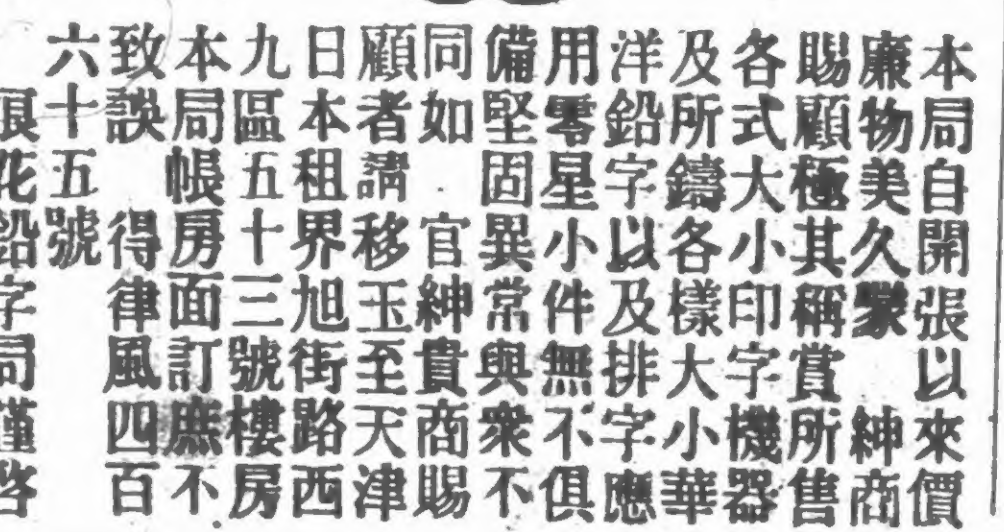 本局自開張以來價
廉物美久蒙 紳商
賜顧極其稱賞所售
各式大小印字機器
及所鑄各樣大小華
洋鉛字以及排字應
用零星小件無不俱
備堅固異常與衆不
同如 官紳貴商賜
顧者請移玉至天津
日本租界旭街路西
九區五十三號樓房
本局帳房面訂庶不
致誤 得律風四百
六十五號
花鉛字局謹啓